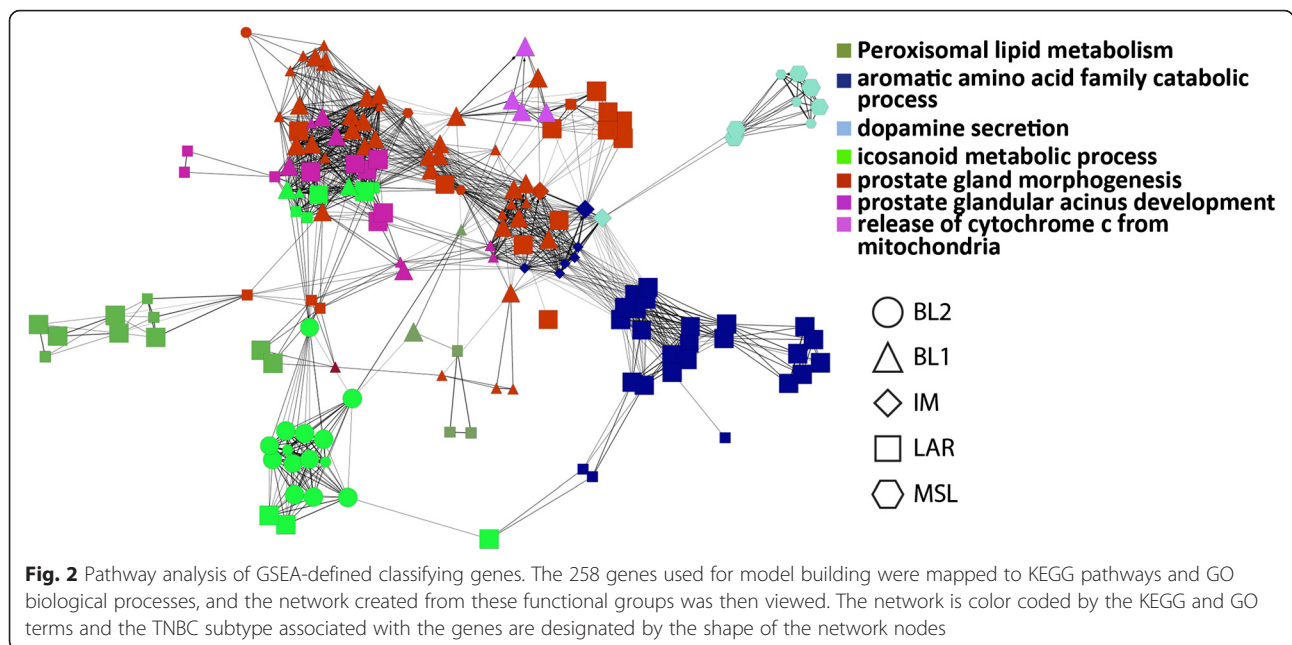 Peroxisomal lipid metabolism
aromatic amino acid family catabolic
process
dopamine secretion
icosanoid metabolic process
prostate gland morphogenesis
prostate glandular acinus development
release of cytochrome c from
mitochondria
BL2
BL1
IM
LAR
MSL
Fig. 2 Pathway analysis of GSEA-defined classifying genes. The 258 genes used for model building were mapped to KEGG pathways and GO
biological processes, and the network created from these functional groups was then viewed. The network is color coded by the KEGG and GO
terms and the TNBC subtype associated with the genes are designated by the shape of the network nodes